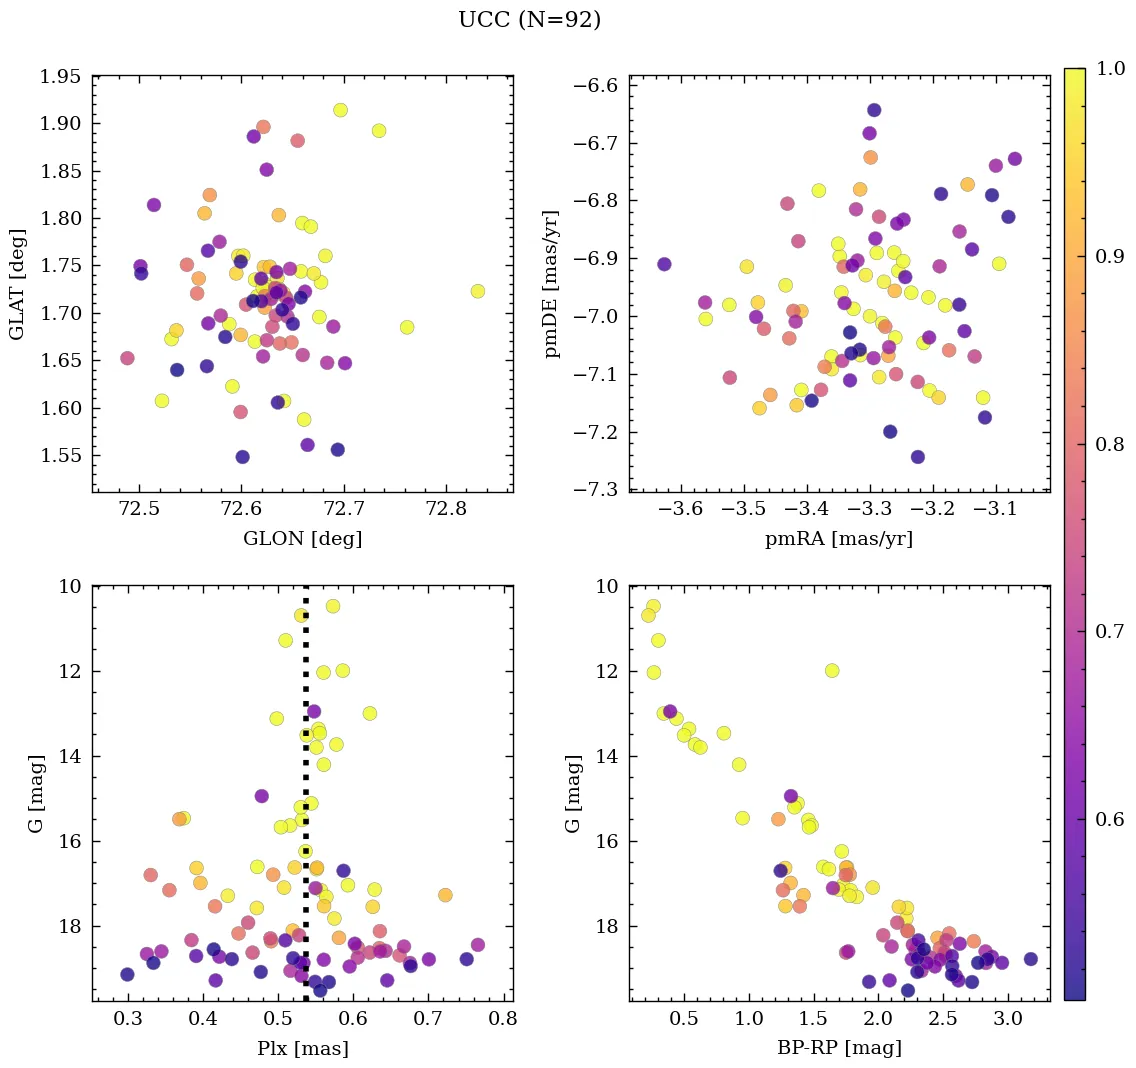 UCC (N=92)
1.95
1.90
1.85
1.80
1.75
1.70
1.65
1.60
1.55
GLAT [deg]
72.5 72.6 72.7 72.8
GLON [deg]
−6.6
−6.7
−6.8
−6.9
−7.0
−7.1
−7.2
−7.3
pmDE [mas/yr]
−3.6 −3.5 −3.4 −3.3 −3.2 −3.1
pmRA [mas/yr]
10
12
14
16
18
G [mag]
0.3 0.4 0.5 0.6 0.7 0.8
Plx [mas]
10
12
14
16
18
G [mag]
0.5 1.0 1.5 2.0 2.5 3.0
BP-RP [mag]
1.0
0.9
0.8
0.7
0.6